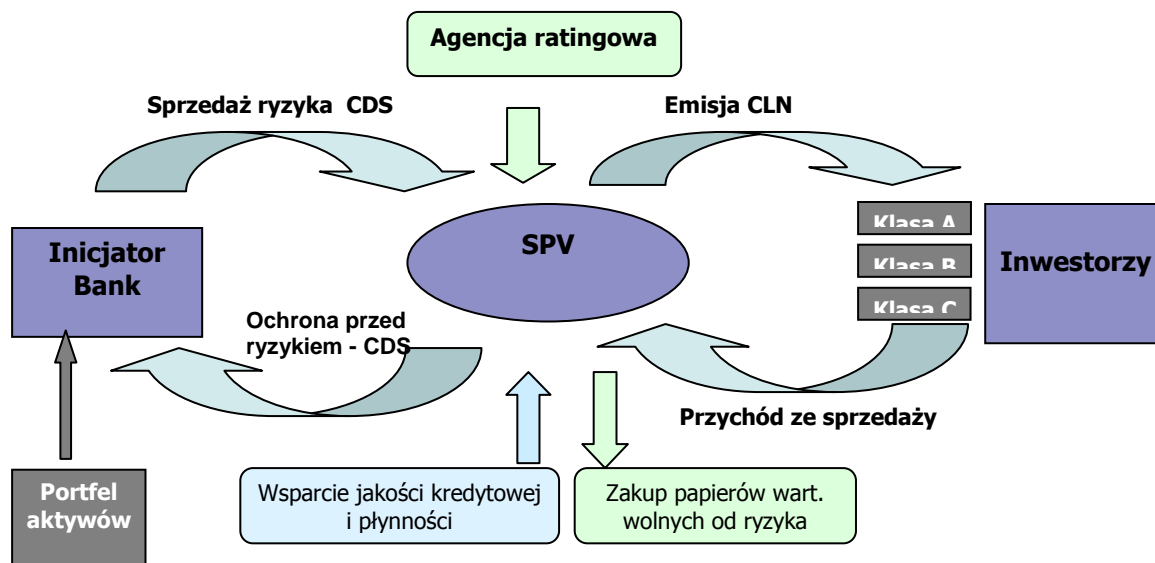 Agencja ratingowa
Sprzedaż ryzyka CDS
Emisja CLN
Inicjator
Bank
SPV
Klasa A
Klasa B
Klasa C
Inwestorzy
Ochrona przed
ryzykiem - CDS
Przychód ze sprzedaży
Portfel
aktywów
Wsparcie jakości kredytowej
i płynności
Zakup papierów wart.
wolnych od ryzyka